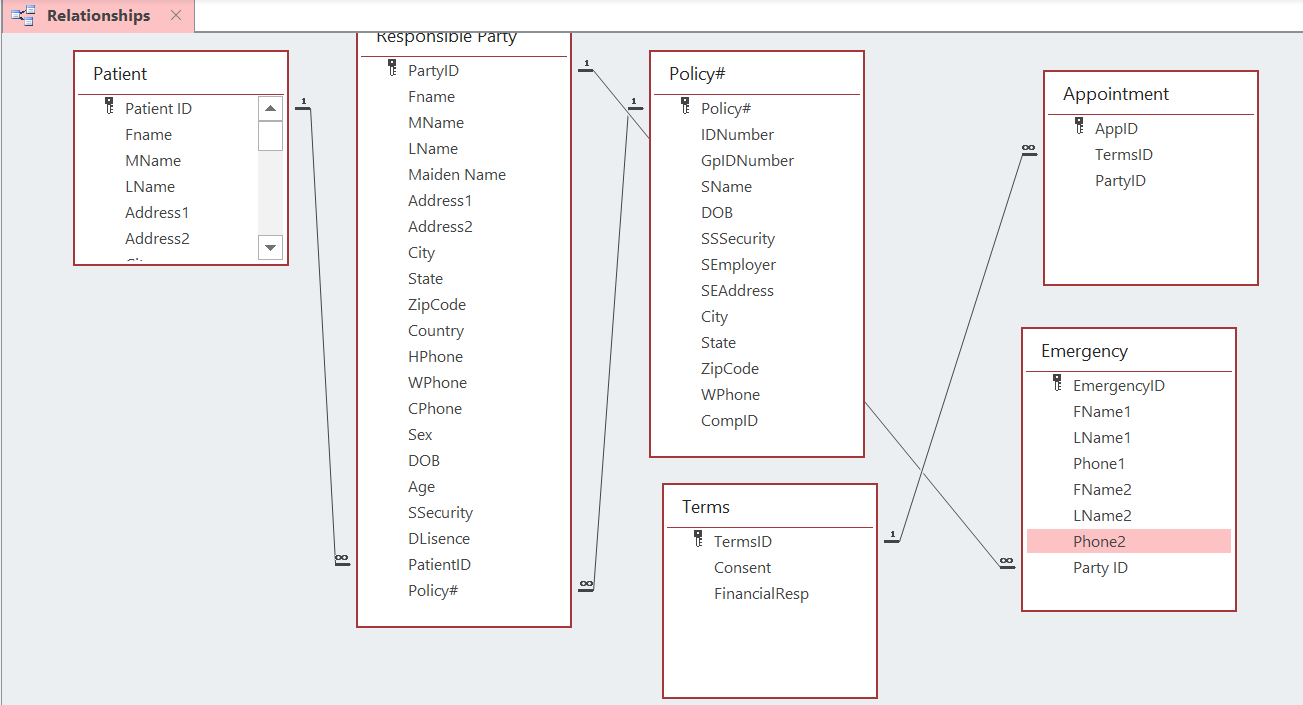 Relationships
Patient
Patient ID
Fname
MName
LName
Address1
Address2
City
Responsible Party
PartyID
Fname
MName
LName
Maiden Name
Address1
Address2
City
State
ZipCode
Country
HPhone
WPhone
CPhone
Sex
DOB
Age
SSecurity
DLisence
PatientID
Policy#
Policy#
Policy#
IDNumber
GpIDNumber
SName
DOB
SSSecurity
SEmployer
SEAddress
City
State
ZipCode
WPhone
CompID
Terms
TermsID
Consent
FinancialResp
Appointment
AppID
TermsID
PartyID
Emergency
EmergencyID
FName1
LName1
Phone1
FName2
LName2
Phone2
Party ID
1
∞
1
∞
1
∞
1
∞